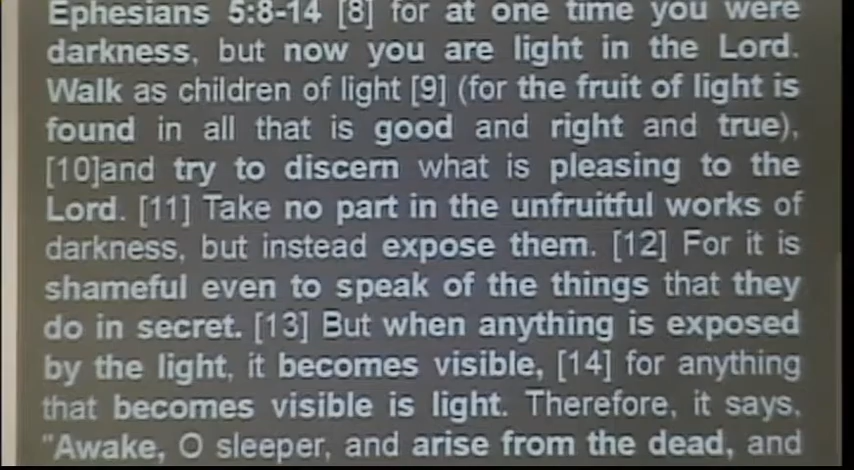 Ephesians 5:8-14 [8] for at one time you were
darkness, but now you are light in the Lord.
Walk as children of light [9] (for the fruit of light is
found in all that is good and right and true),
[10]and try to discern what is pleasing to the
Lord. [11] Take no part in the unfruitful works of
darkness, but instead expose them. [12] For it is
shameful even to speak of the things that they
do in secret. [13] But when anything is exposed
by the light, it becomes visible, [14] for anything
that becomes visible is light. Therefore, it says,
"Awake, O sleeper, and arise from the dead, and